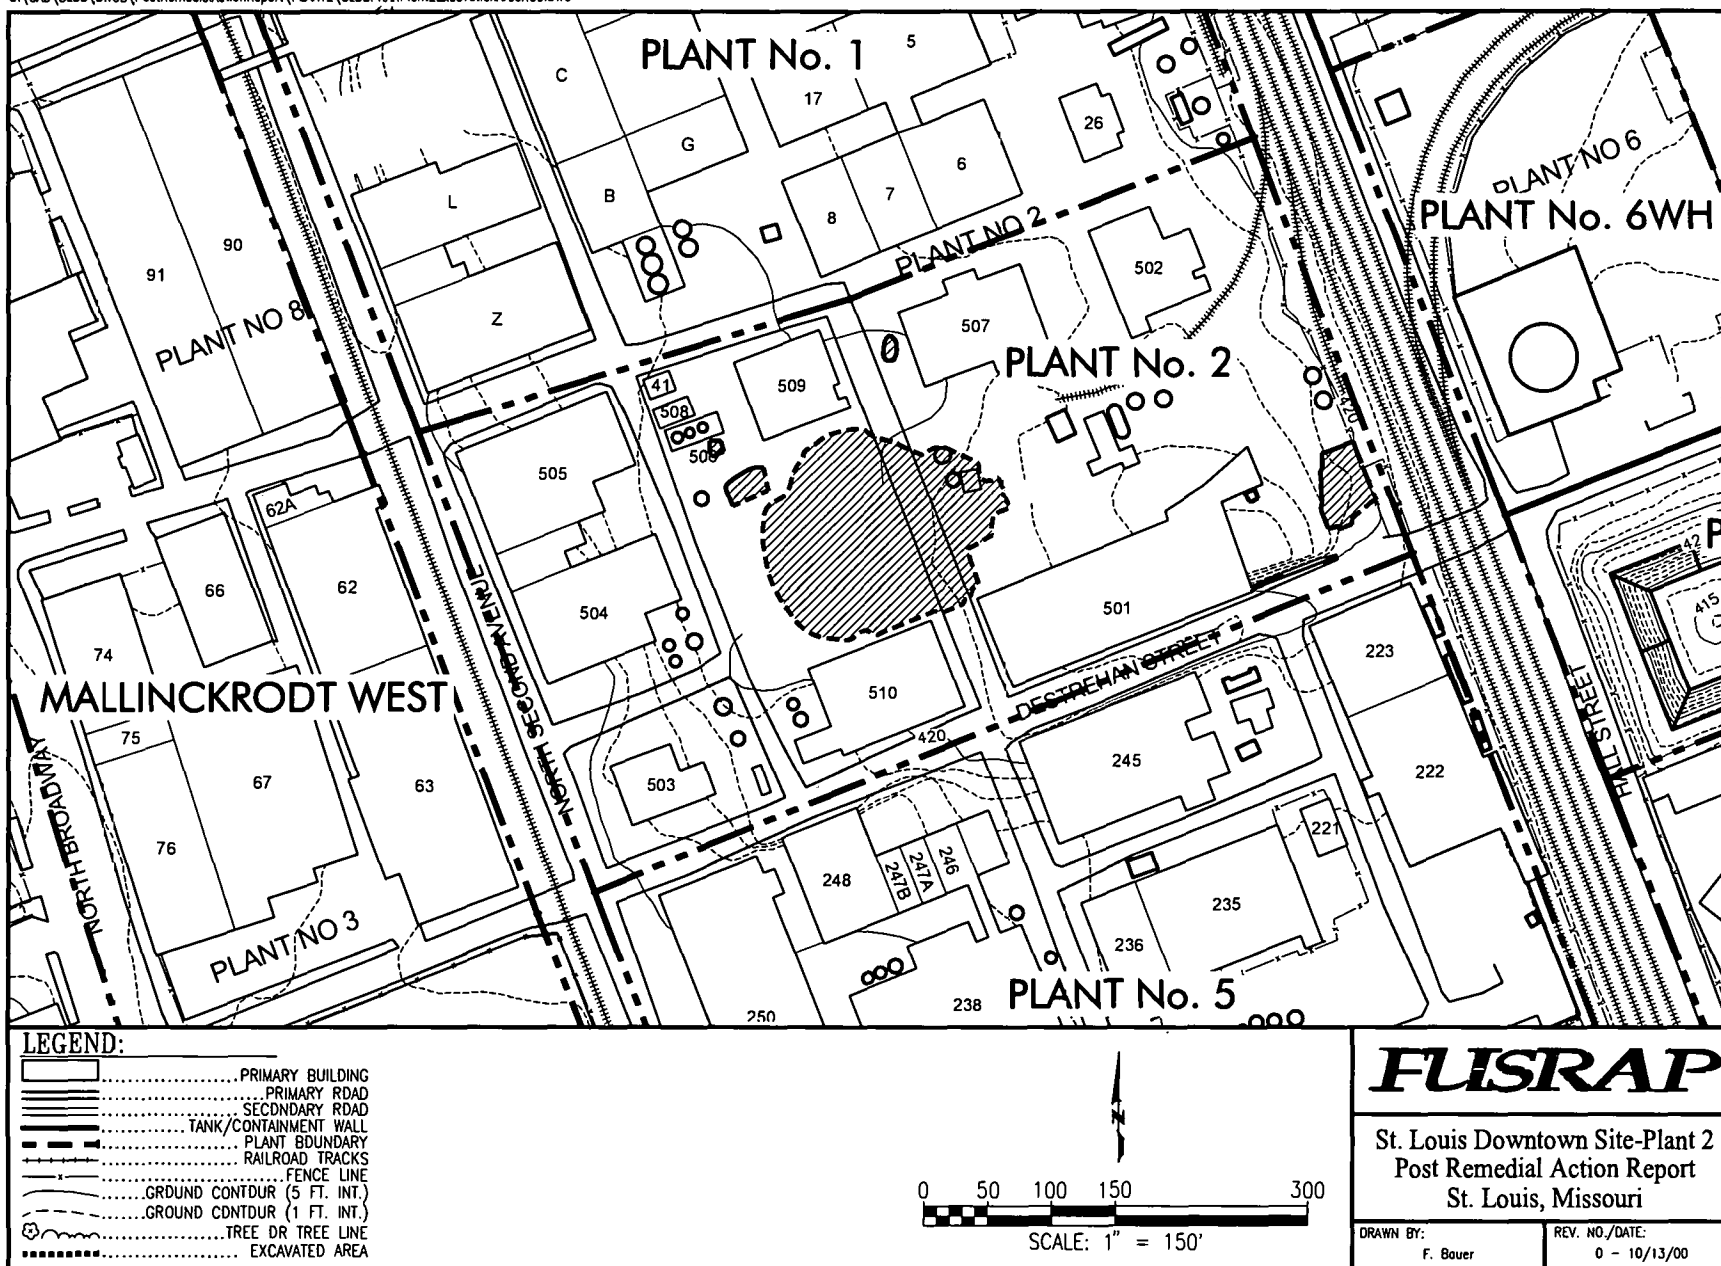 PLANT No. 1
5
C
17
26
G
PLANT NO 6
6
7
B
L
8
PLANT No. 6WH
PLANT NO 2
90
91
502
Z
PLANT NO 8
507
PLANT No. 2
509
41
420
508
505
62A
42
66
62
504
501
415
74
223
DESTREHAN STREET
MALLINCKRODT WEST
510
75
NORTH SECOND AVENUE
HALL STREET
420
245
222
67
63
503
NORTH BROADWAY
76
221
248
247B
247A
246
235
PLANT NO 3
236
PLANT No. 5
238
250
LEGEND:
PRIMARY BUILDING
PRIMARY ROAD
SECONDARY ROAD
TANK/CONTAINMENT WALL
PLANT BOUNDARY
RAILROAD TRACKS
FENCE LINE
GROUND CONTOUR (5 FT. INT.)
GROUND CONTOUR (1 FT. INT.)
TREE OR TREE LINE
EXCAVATED AREA
N
0 50 100 150 300
SCALE: 1" = 150'
FUSRAP
St. Louis Downtown Site-Plant 2
Post Remedial Action Report
St. Louis, Missouri
DRAWN BY:
F. Bauer
REV. NO./DATE:
0 - 10/13/00